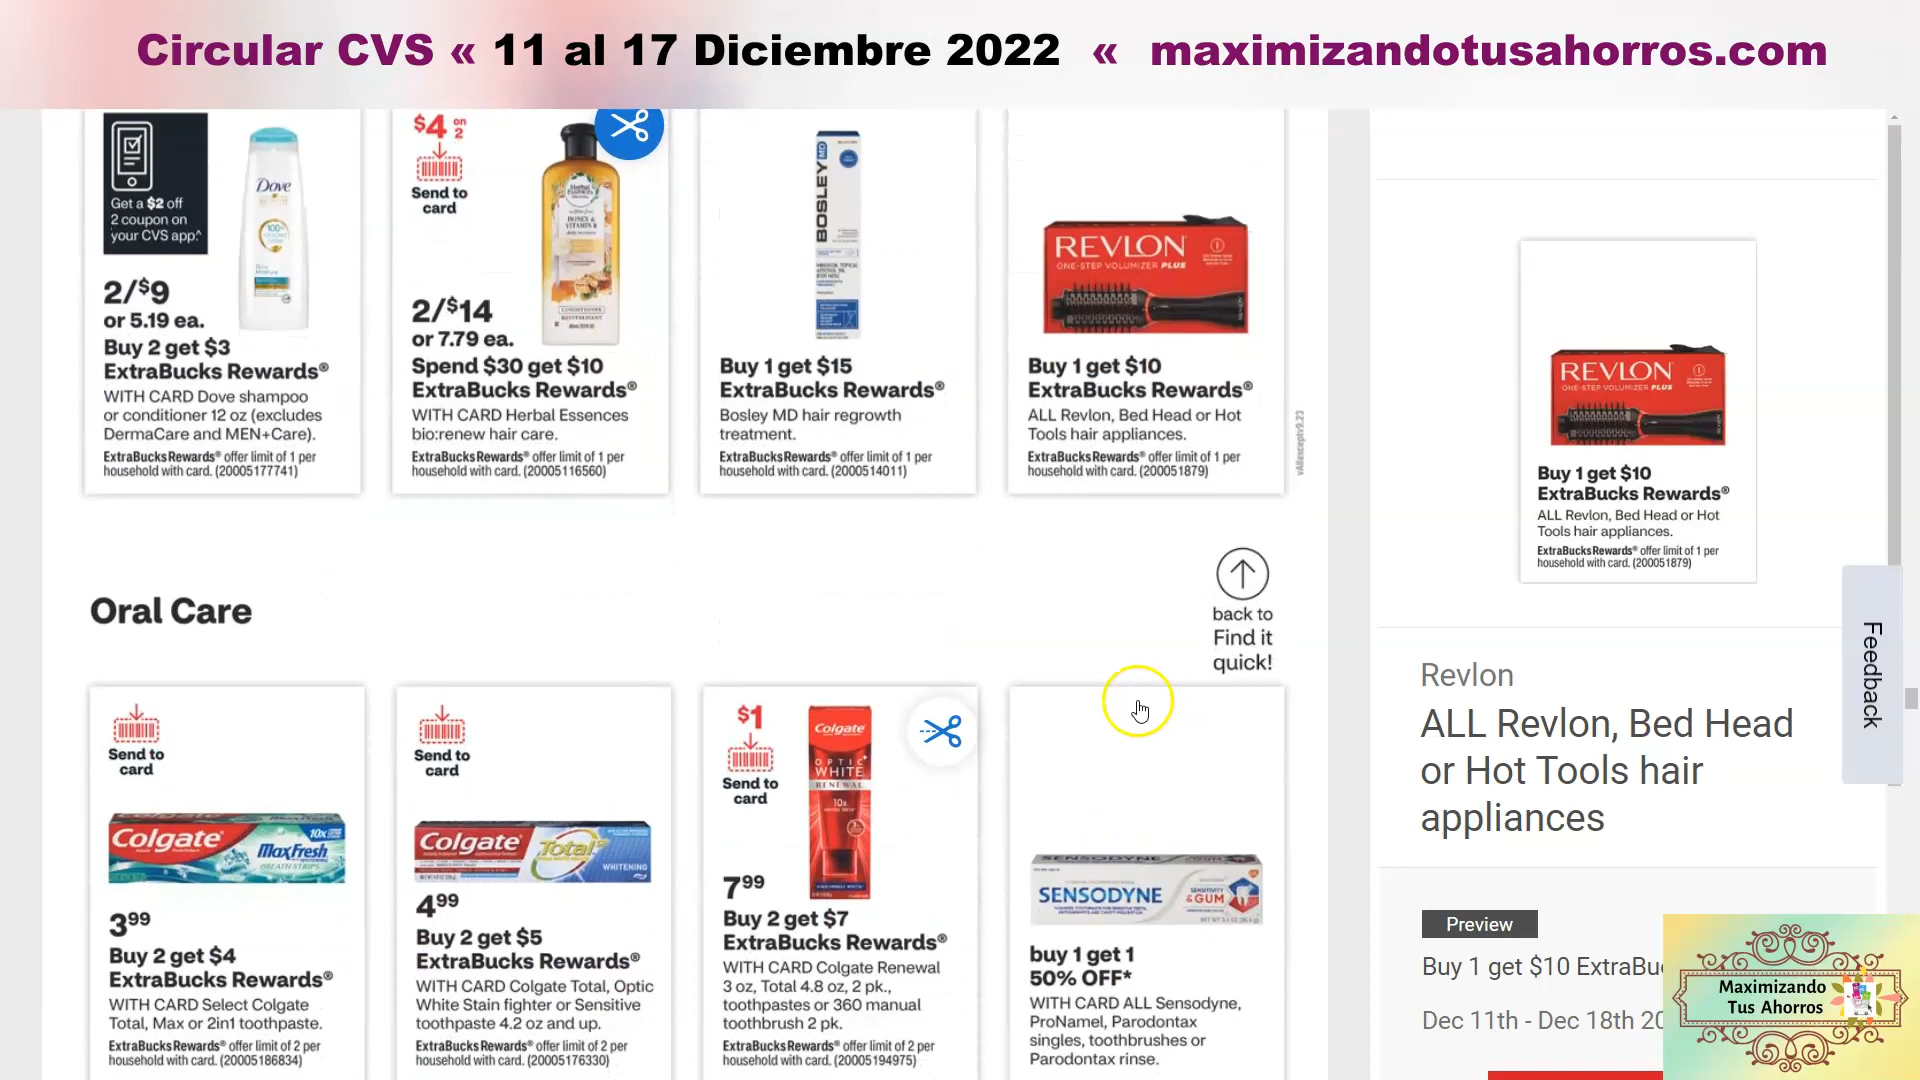 Circular CVS « 11 al 17 Diciembre 2022 « maximizandotusahorros.com
Get a $2 off
2 coupon on
your CVS app.^
Dove
2/$9
or 5.19 ea.
Buy 2 get $3
ExtraBucks Rewards®
WITH CARD Dove shampoo
or conditioner 12 oz (excludes
DermaCare and MEN+Care).
ExtraBucks Rewards® offer limit of 1 per
household with card. (20005177741)
$4 on 2
Send to
card
HONEY &
VITAMIN B
2/$14
or 7.79 ea.
Spend $30 get $10
ExtraBucks Rewards®
WITH CARD Herbal Essences
bio:renew hair care.
ExtraBucks Rewards® offer limit of 1 per
household with card. (20005116560)
BOSLEY MD
Buy 1 get $15
ExtraBucks Rewards®
Bosley MD hair regrowth
treatment.
ExtraBucks Rewards® offer limit of 1 per
household with card. (2000514011)
REVLON
ONE-STEP VOLUMIZER PLUS
Buy 1 get $10
ExtraBucks Rewards®
ALL Revlon, Bed Head or Hot
Tools hair appliances.
ExtraBucks Rewards® offer limit of 1 per
household with card. (200051879)
Oral Care
back to
Find it
quick!
Send to
card
Colgate
MaxFresh
BREATH STRIPS
10x
3 99
Buy 2 get $4
ExtraBucks Rewards®
WITH CARD Select Colgate
Total, Max or 2in1 toothpaste.
ExtraBucks Rewards® offer limit of 2 per
household with card. (20005186834)
Send to
card
Colgate
Total
WHITENING
4 99
Buy 2 get $5
ExtraBucks Rewards®
WITH CARD Colgate Total, Optic
White Stain fighter or Sensitive
toothpaste 4.2 oz and up.
ExtraBucks Rewards® offer limit of 2 per
household with card. (20005176330)
$1
Send to
card
Colgate
OPTIC
WHITE
RENEWAL
10x
7 99
Buy 2 get $7
ExtraBucks Rewards®
WITH CARD Colgate Renewal
3 oz, Total 4.8 oz, 2 pk.,
toothpastes or 360 manual
toothbrush 2 pk.
ExtraBucks Rewards® offer limit of 2 per
household with card. (20005194975)
SENSODYNE
SENSODYNE
SENSITIVITY
& GUM
buy 1 get 1
50% OFF*
WITH CARD ALL Sensodyne,
ProNamel, Parodontax
singles, toothbrushes or
Parodontax rinse.
REVLON
ONE-STEP VOLUMIZER PLUS
Buy 1 get $10
ExtraBucks Rewards®
ALL Revlon, Bed Head or Hot
Tools hair appliances.
ExtraBucks Rewards® offer limit of 1 per
household with card. (200051879)
Feedback
Revlon
ALL Revlon, Bed Head
or Hot Tools hair
appliances
Preview
Buy 1 get $10 ExtraBu
Dec 11th - Dec 18th 20
Maximizando
Tus Ahorros